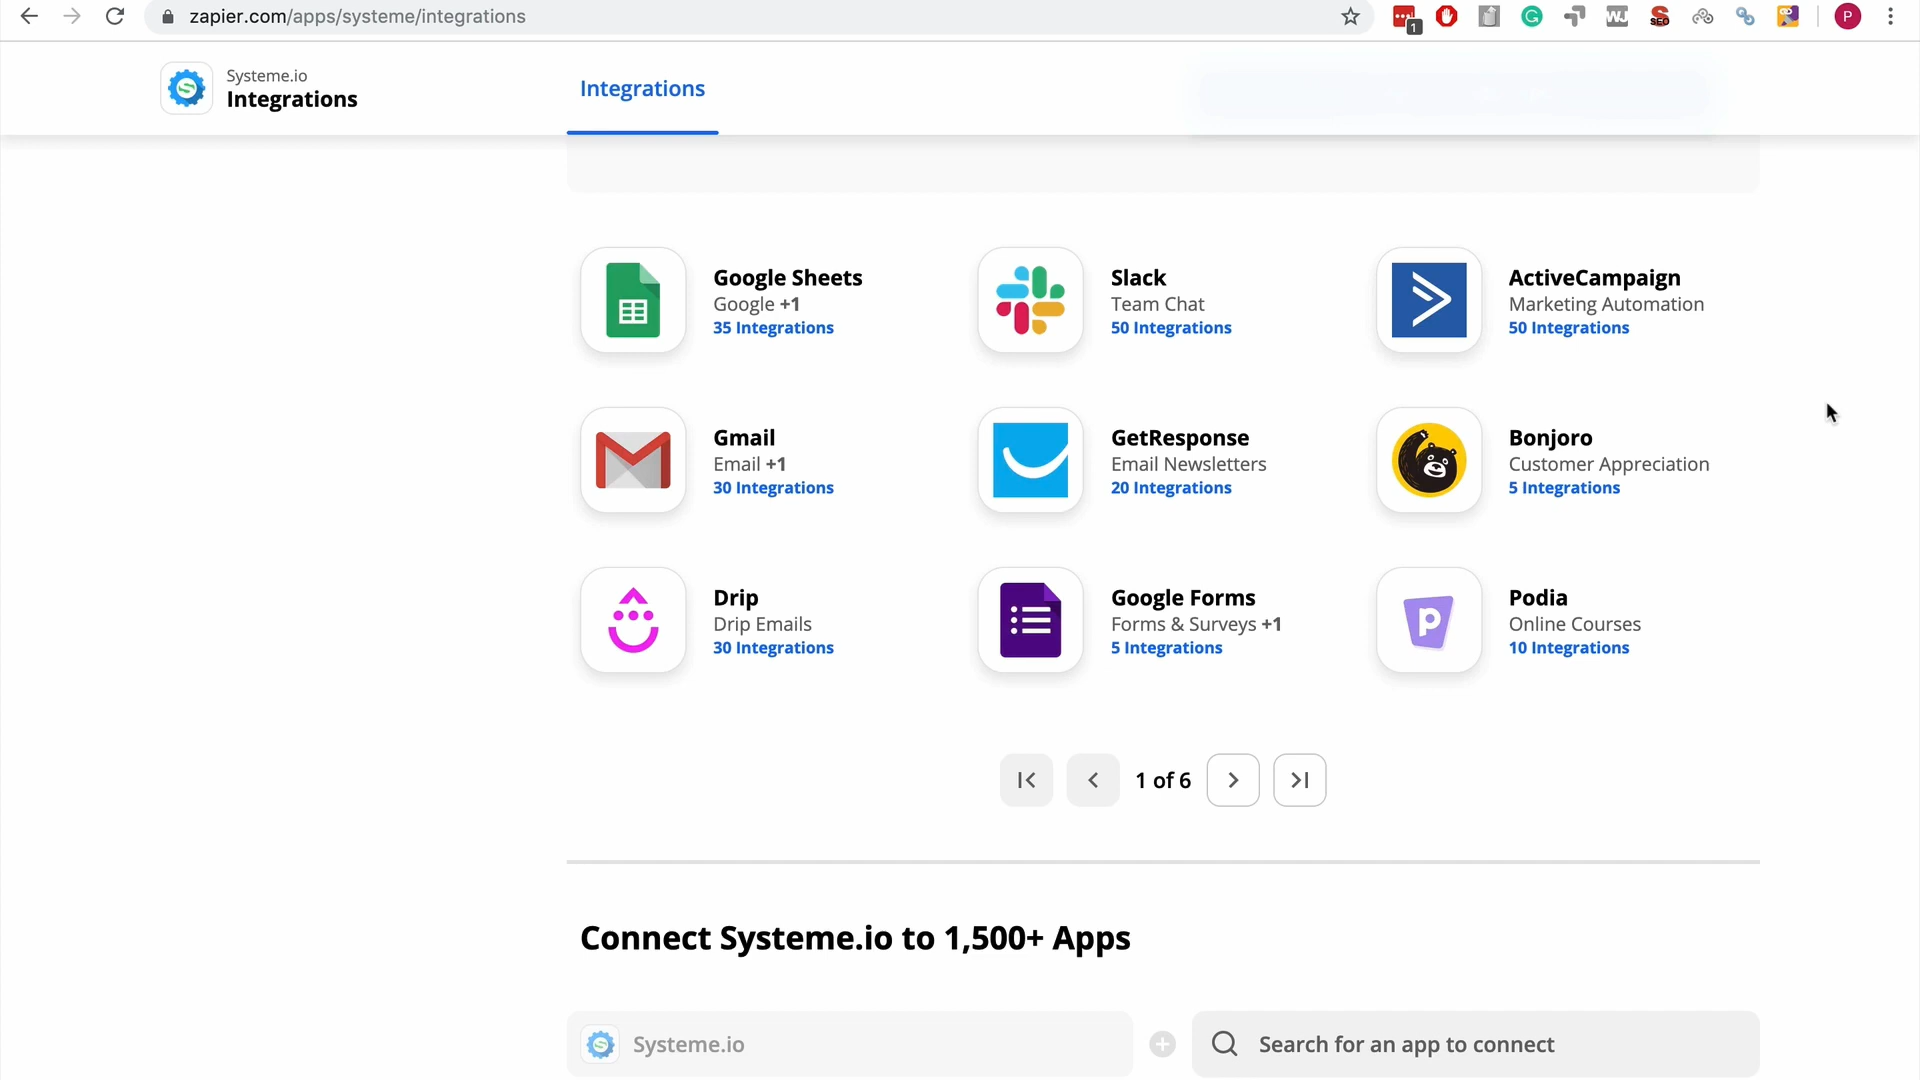 zapier.com/apps/systeme/integrations
1
WJ
SEO
P
Systeme.io
Integrations
Integrations
Google Sheets
Google +1
35 Integrations
Slack
Team Chat
50 Integrations
ActiveCampaign
Marketing Automation
50 Integrations
Gmail
Email +1
30 Integrations
GetResponse
Email Newsletters
20 Integrations
Bonjoro
Customer Appreciation
5 Integrations
Drip
Drip Emails
30 Integrations
Google Forms
Forms & Surveys +1
5 Integrations
Podia
Online Courses
10 Integrations
1 of 6
Connect Systeme.io to 1,500+ Apps
Systeme.io
Search for an app to connect